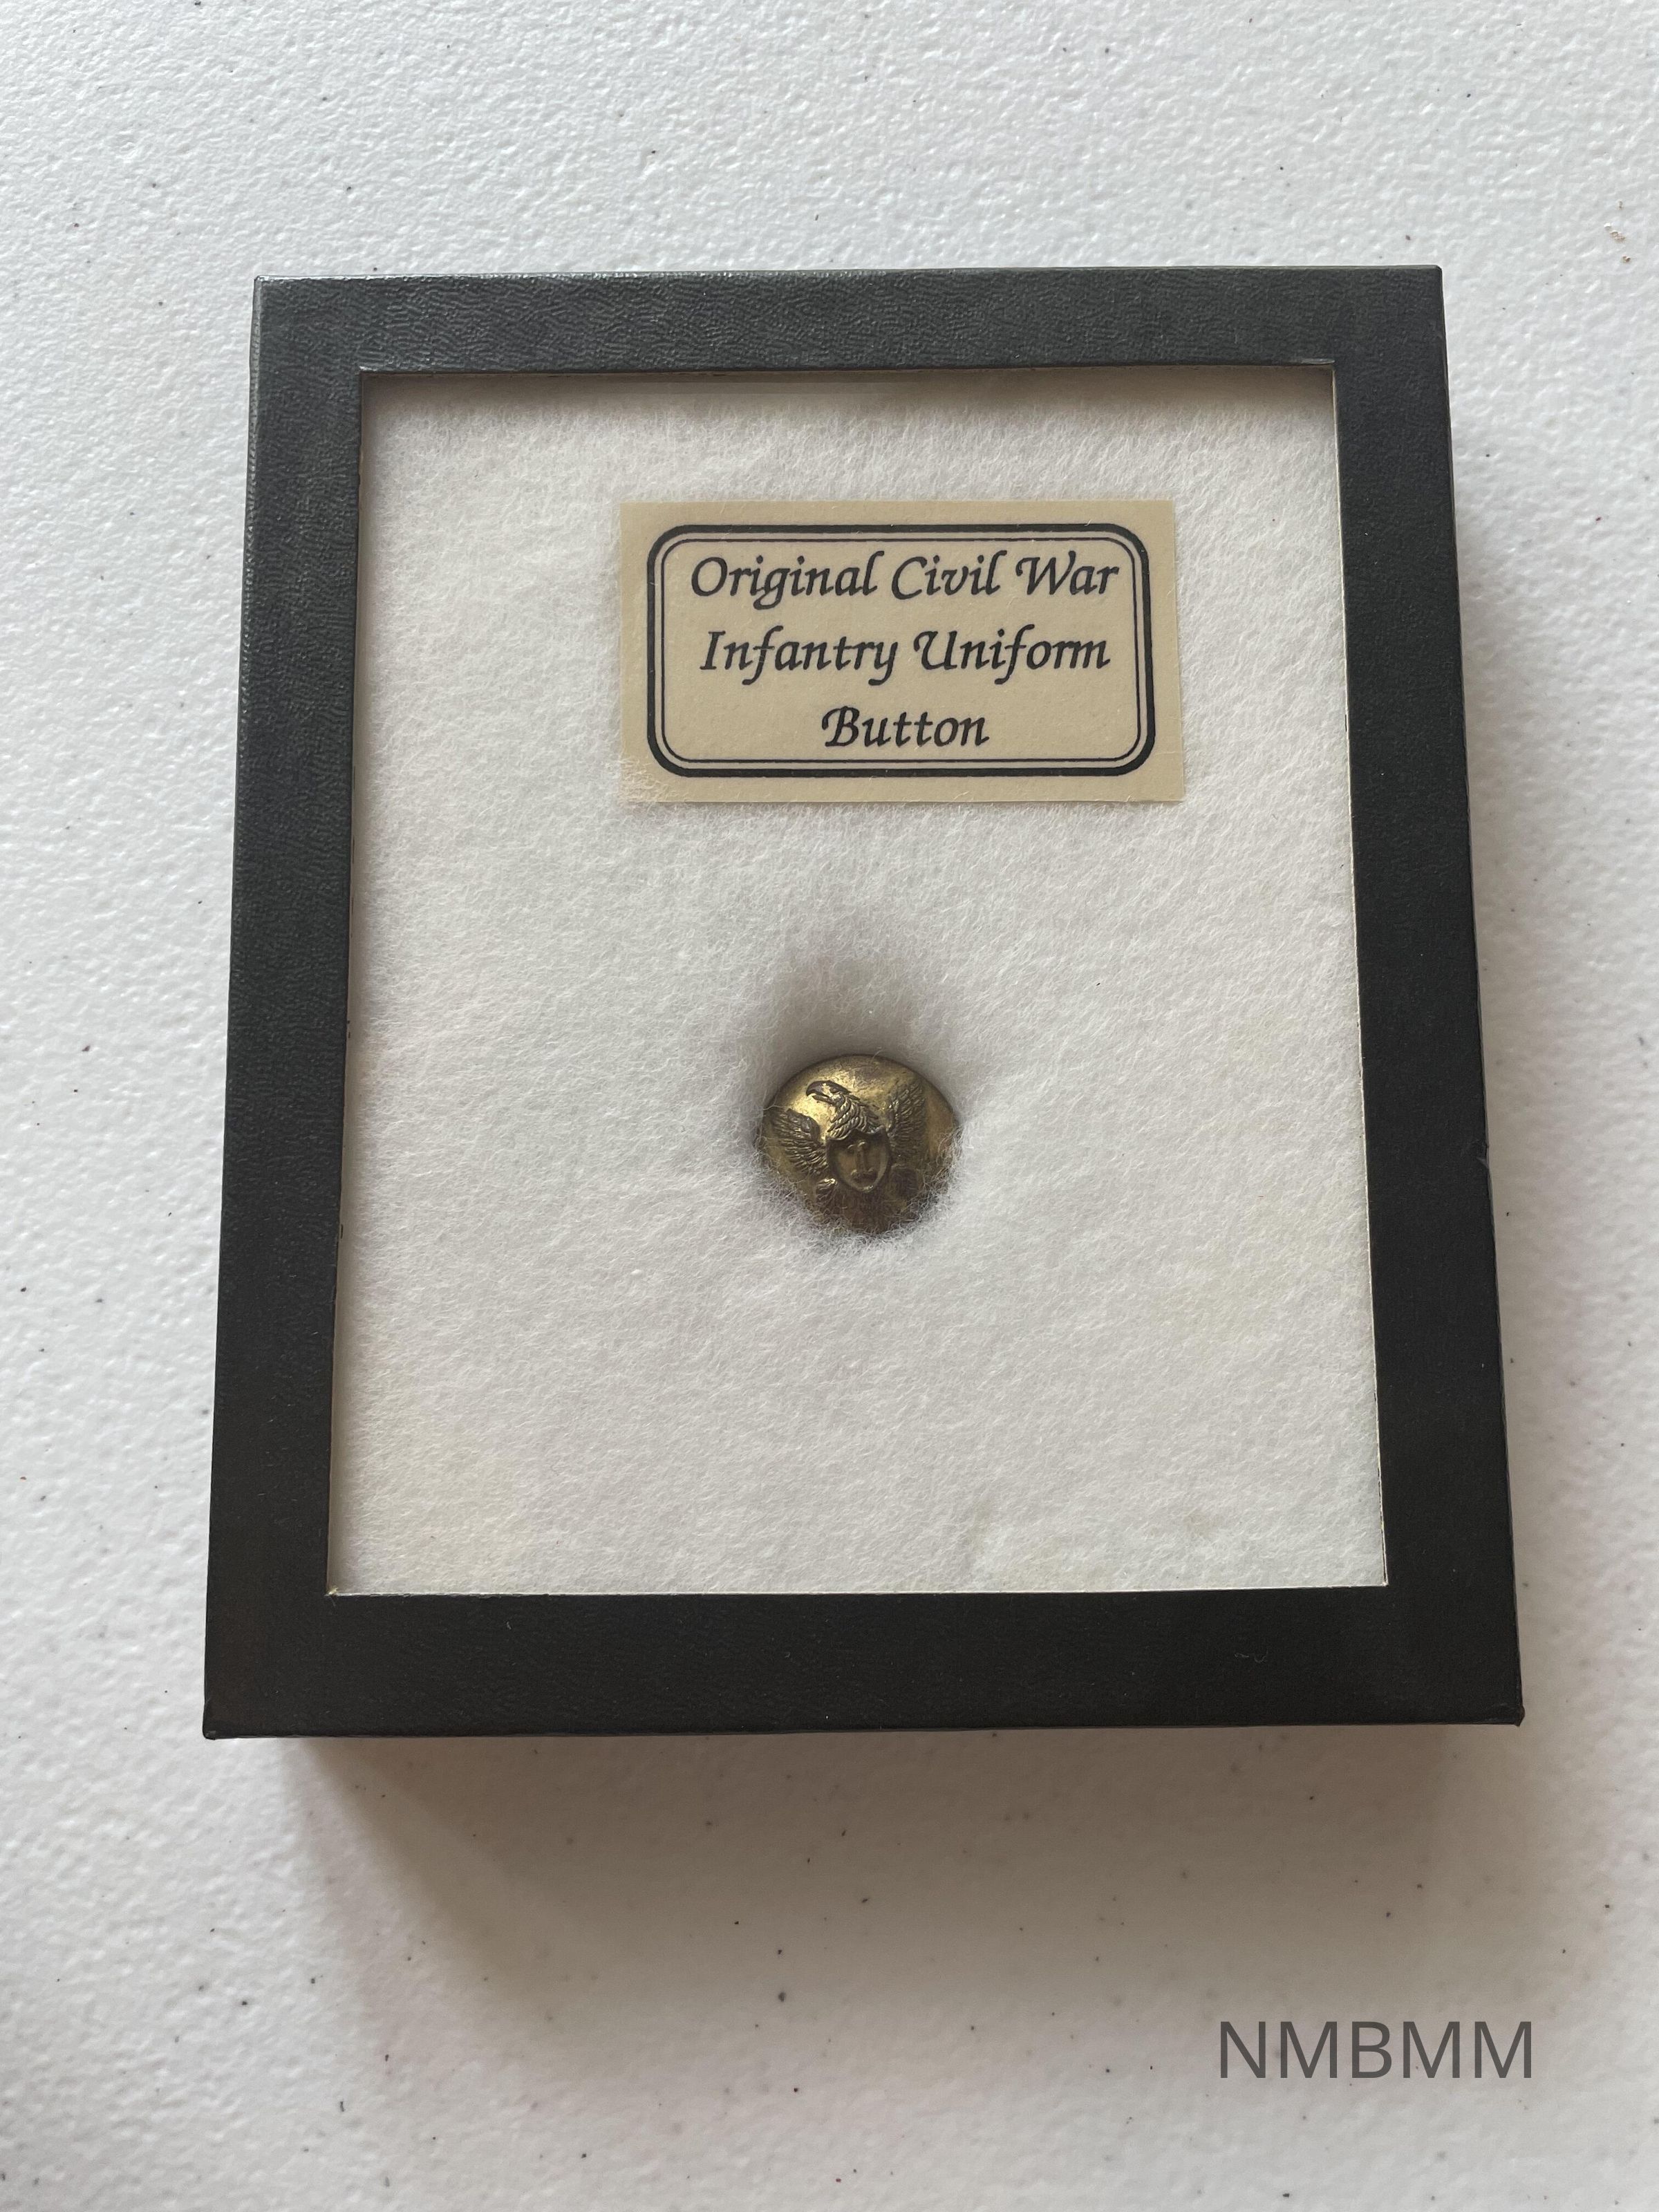 Original Civil War
Infantry Uniform
Button
NMBMM